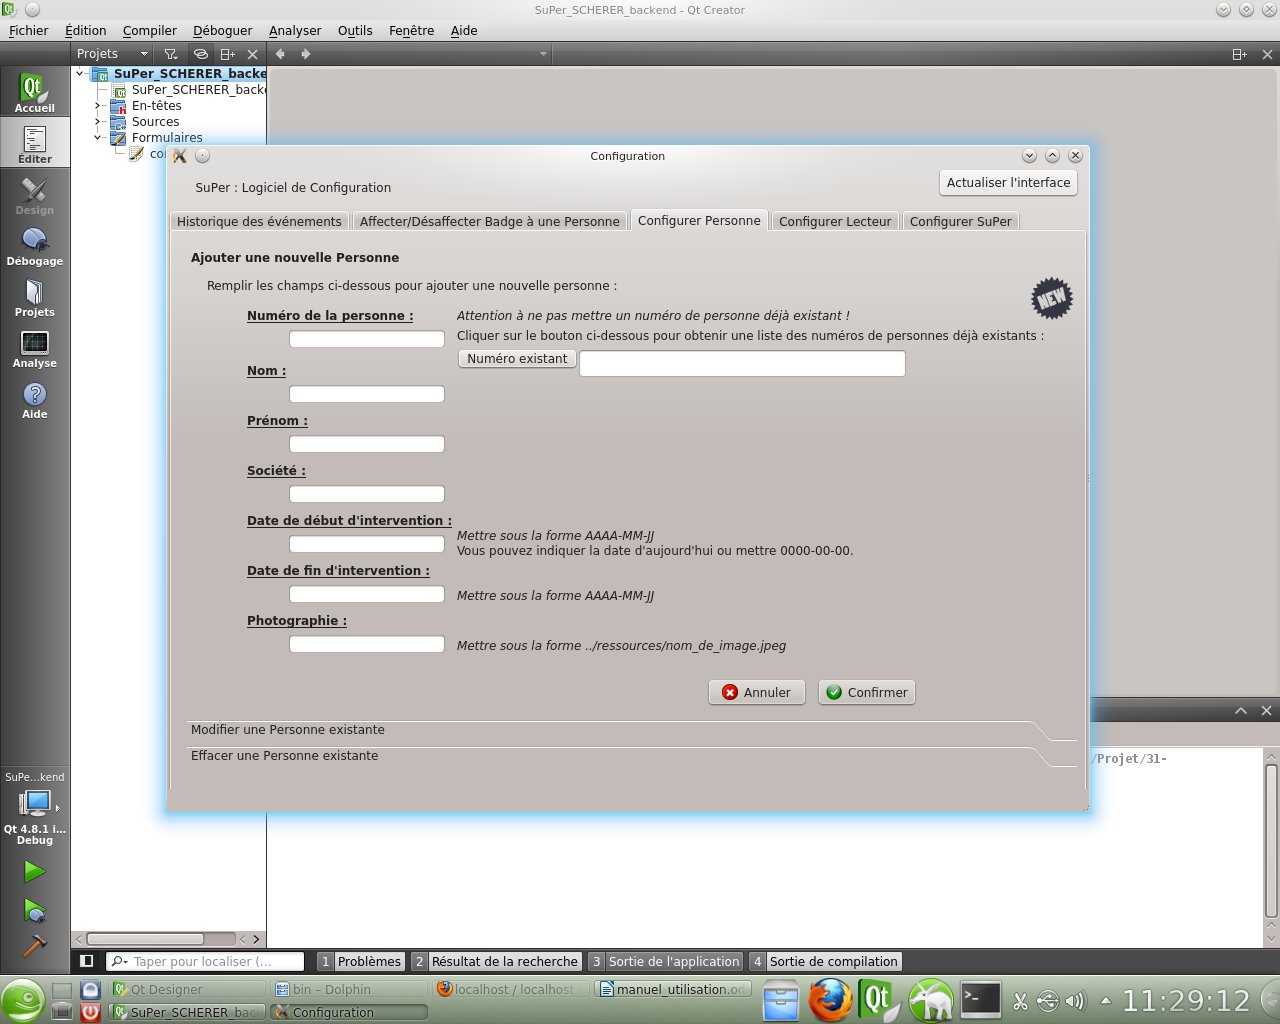 SuPer_SCHERER_backend - Qt Creator
Fichier Édition Compiler Déboguer Analyser Outils Fenêtre Aide
Projets
SuPer_SCHERER_backe
SuPer_SCHERER_back
En-têtes
Sources
Formulaires
Accueil
Éditer
Design
Débogage
Projets
Analyse
Aide
Configuration
SuPer : Logiciel de Configuration
Actualiser l'interface
Historique des événements
Affecter/Désaffecter Badge à une Personne
Configurer Personne
Configurer Lecteur
Configurer SuPer
Ajouter une nouvelle Personne
Remplir les champs ci-dessous pour ajouter une nouvelle personne :
NEW
Numéro de la personne :
Attention à ne pas mettre un numéro de personne déjà existant !
Cliquer sur le bouton ci-dessous pour obtenir une liste des numéros de personnes déjà existants :
Numéro existant
Nom :
Prénom :
Société :
Date de début d'intervention :
Mettre sous la forme AAAA-MM-JJ
Vous pouvez indiquer la date d'aujourd'hui ou mettre 0000-00-00.
Date de fin d'intervention :
Mettre sous la forme AAAA-MM-JJ
Photographie :
Mettre sous la forme ../ressources/nom_de_image.jpeg
Annuler
Confirmer
Modifier une Personne existante
Effacer une Personne existante
/Projet/31-
SuPe...kend
Qt 4.8.1 i...
Debug
Taper pour localiser (...
1 Problèmes
2 Résultat de la recherche
3 Sortie de l'application
4 Sortie de compilation
Qt Designer
bin – Dolphin
localhost / localhost /
manuel_utilisation.od
SuPer_SCHERER_bac
Configuration
11:29:12